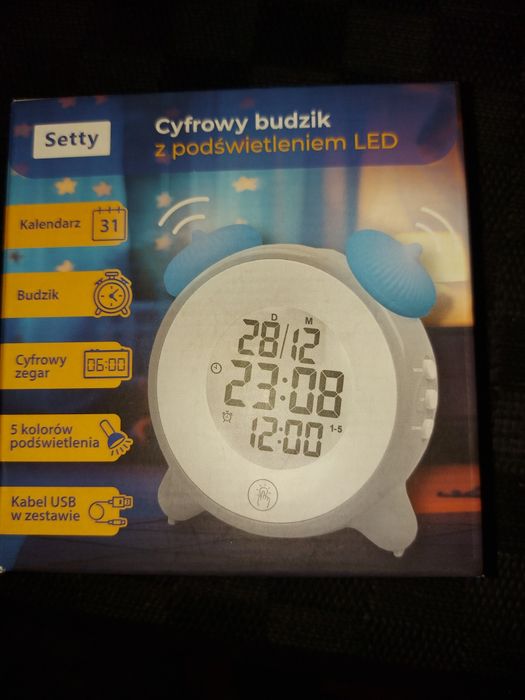 Setty
Cyfrowy budzik
z podświetleniem LED
Kalendarz
31
Budzik
Cyfrowy
zegar
06:00
5 kolorów
podświetlenia
Kabel USB
w zestawie
D M
28/12
23:08
12:00 1-5